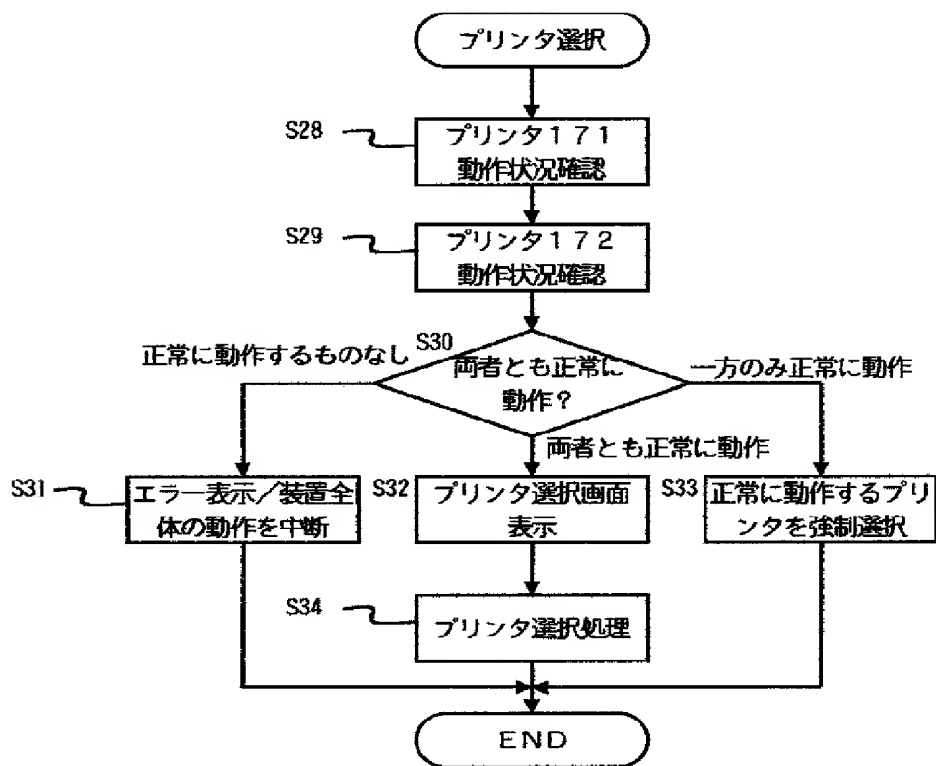 プリンタ選択
S28
プリンタ１７１
動作状況確認
S29
プリンタ１７２
動作状況確認
S30
両者とも正常に
動作？
正常に動作するものなし
一方のみ正常に動作
両者とも正常に動作
S31
エラー表示／装置全
体の動作を中断
S32
プリンタ選択画面
表示
S33
正常に動作するプリ
ンタを強制選択
S34
プリンタ選択処理
ＥＮＤ